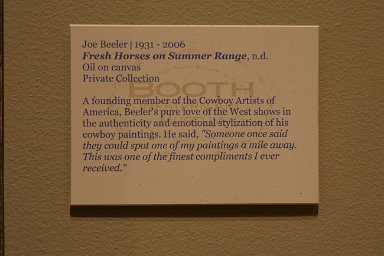 Joe Beeler | 1931 - 2006
Fresh Horses on Summer Range, n.d.
Oil on canvas
Private Collection
BOOTH
A founding member of the Cowboy Artists of
America, Beeler's pure love of the West shows in
the authenticity and emotional stylization of his
cowboy paintings. He said, "Someone once said
they could spot one of my paintings a mile away.
This was one of the finest compliments I ever
received."